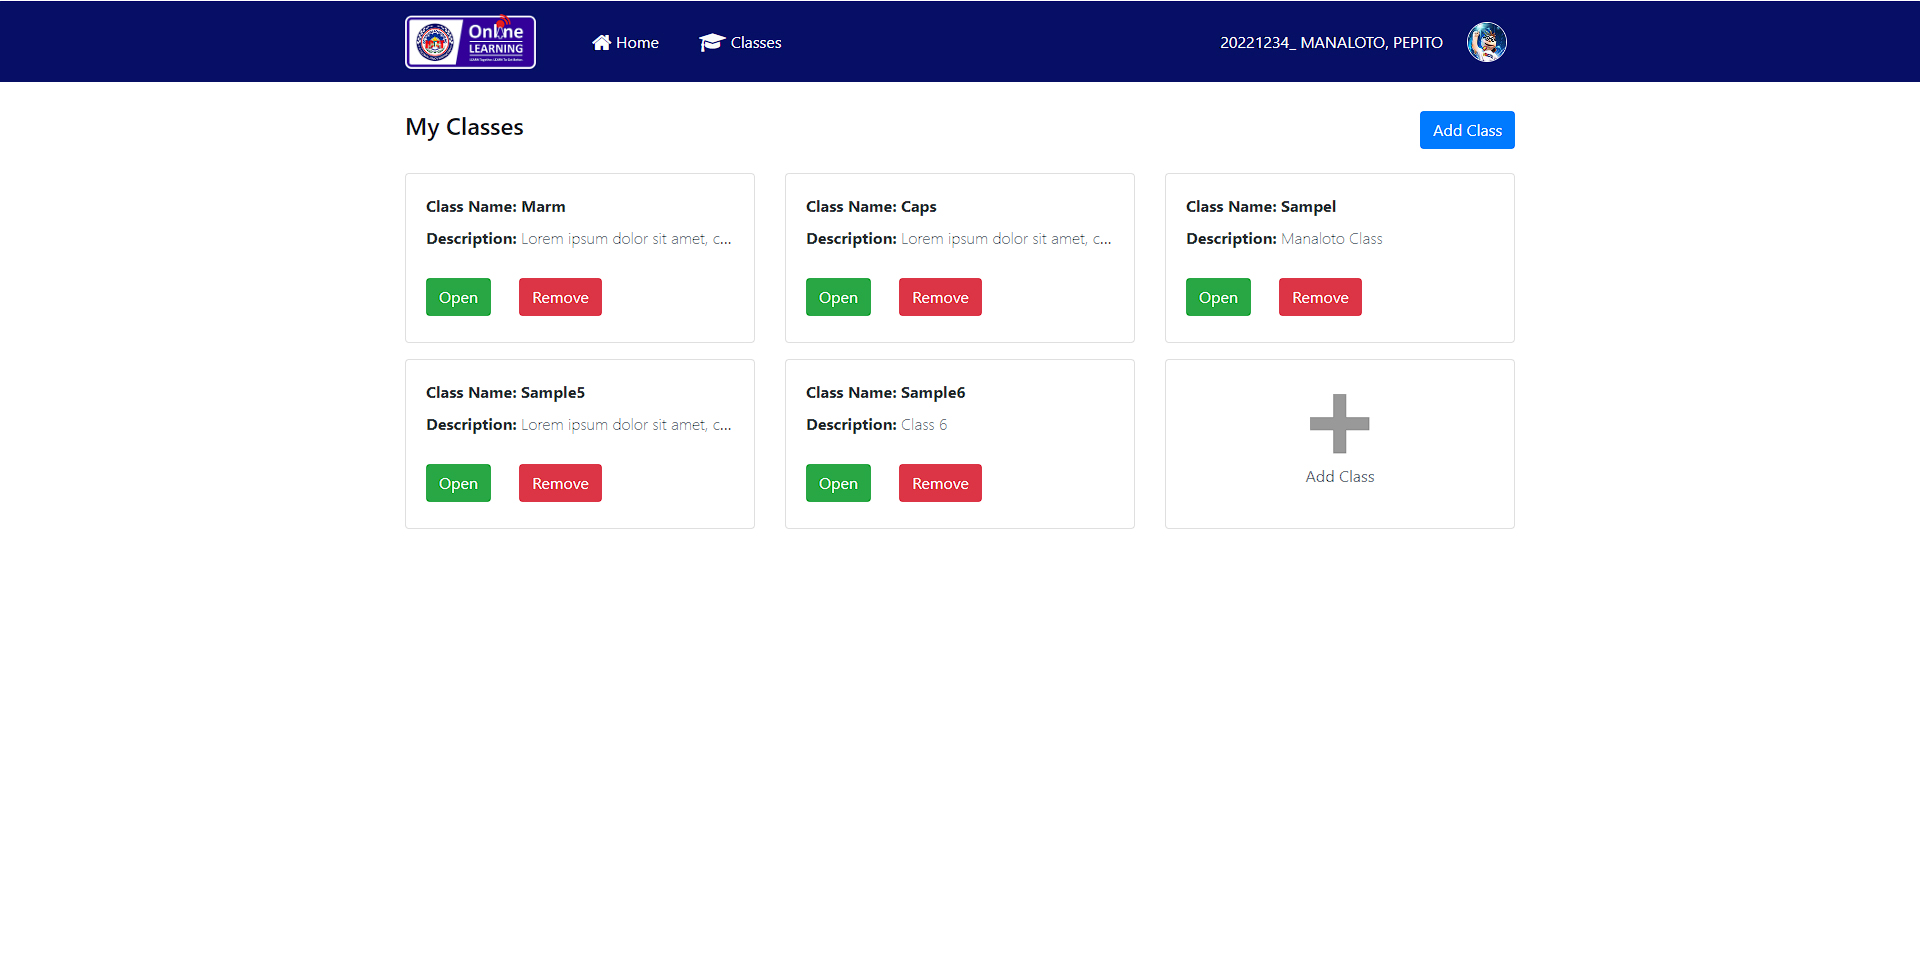 Online
LEARNING
Home
Classes
20221234_ MANALOTO, PEPITO
My Classes
Add Class
Class Name: Marm
Description: Lorem ipsum dolor sit amet, c...
Open
Remove
Class Name: Caps
Description: Lorem ipsum dolor sit amet, c...
Open
Remove
Class Name: Sampel
Description: Manaloto Class
Open
Remove
Class Name: Sample5
Description: Lorem ipsum dolor sit amet, c...
Open
Remove
Class Name: Sample6
Description: Class 6
Open
Remove
Add Class